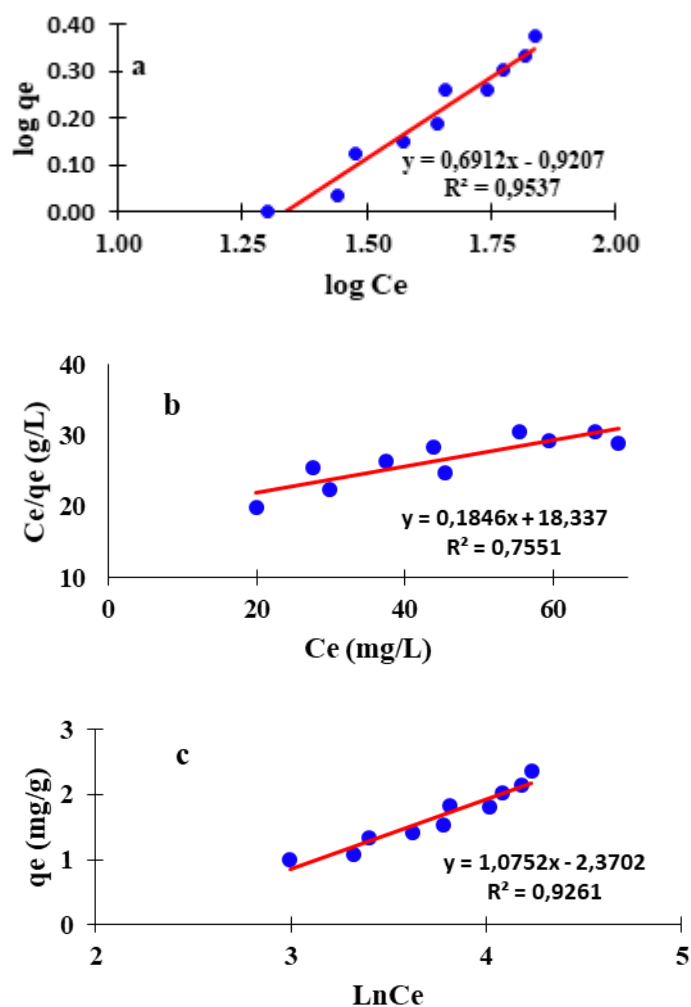 0.40
0.30
0.20
0.10
0.00
log qe
a
y = 0,6912x - 0,9207
R² = 0,9537
1.00 1.25 1.50 1.75 2.00
log Ce
40
30
20
10
Ce/qe (g/L)
b
y = 0,1846x + 18,337
R² = 0,7551
0 20 40 60
Ce (mg/L)
3
2
1
0
qe (mg/g)
c
y = 1,0752x - 2,3702
R² = 0,9261
2 3 4 5
LnCe